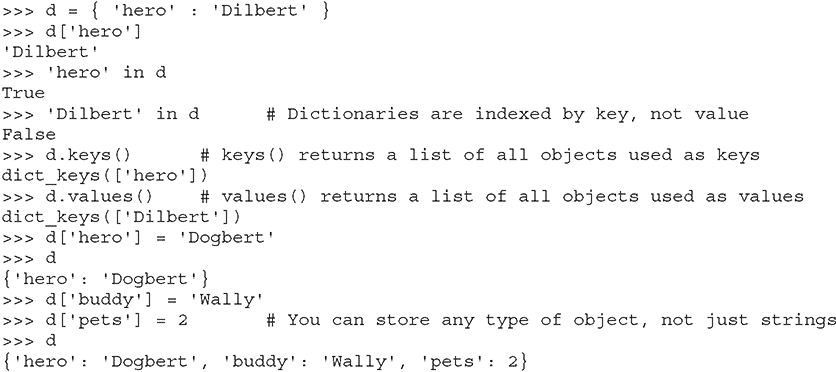 >>> d = { 'hero' : 'Dilbert' }
>>> d['hero']
'Dilbert'
>>> 'hero' in d
True
>>> 'Dilbert' in d      # Dictionaries are indexed by key, not value
False
>>> d.keys()      # keys() returns a list of all objects used as keys
dict_keys(['hero'])
>>> d.values()    # values() returns a list of all objects used as values
dict_keys(['Dilbert'])
>>> d['hero'] = 'Dogbert'
>>> d
{'hero': 'Dogbert'}
>>> d['buddy'] = 'Wally'
>>> d['pets'] = 2       # You can store any type of object, not just strings
>>> d
{'hero': 'Dogbert', 'buddy': 'Wally', 'pets': 2}